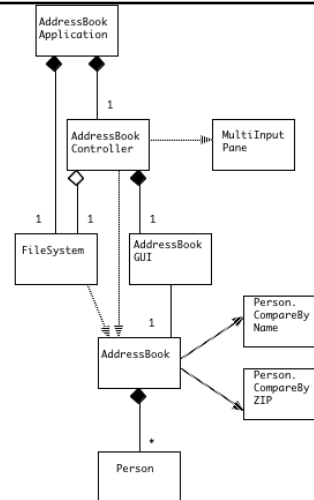 AddressBook
Application
1
AddressBook
Controller
MultiInput
Pane
1
1
1
FileSystem
AddressBook
GUI
Person.
CompareBy
Name
1
AddressBook
Person.
CompareBy
ZIP
*
Person